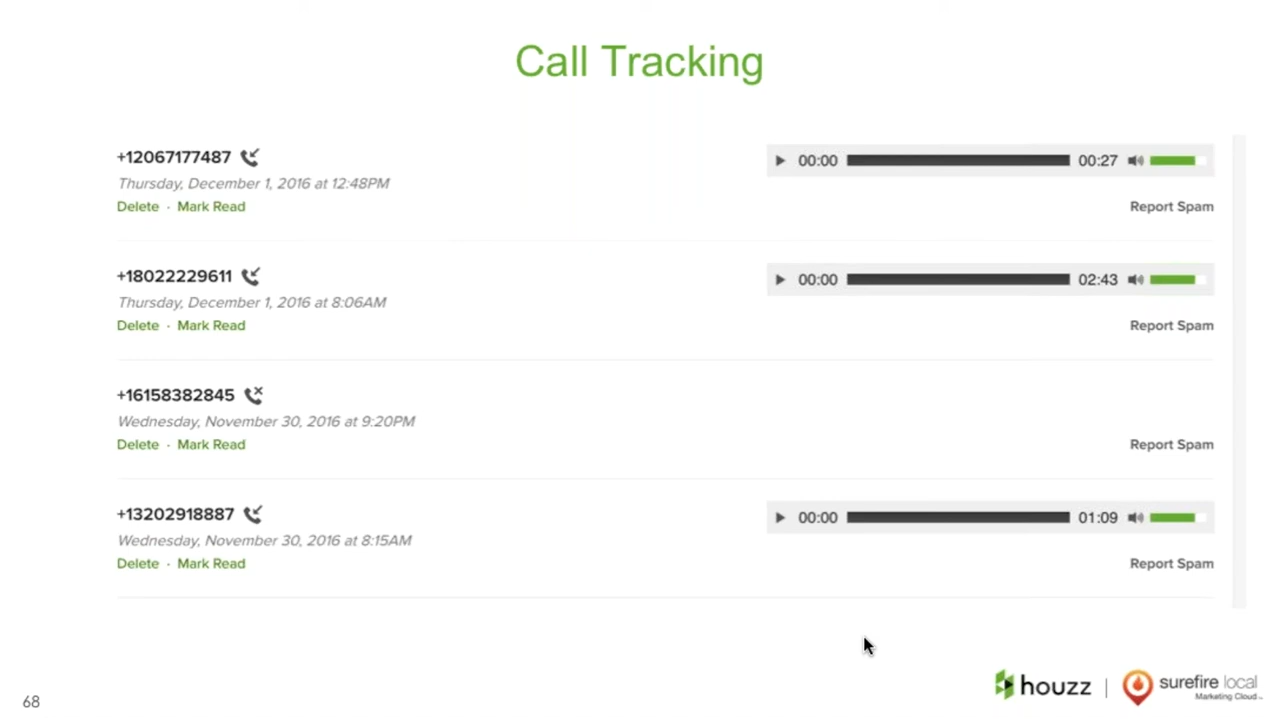 Call Tracking
+12067177487
00:00 00:27
Thursday, December 1, 2016 at 12:48PM
Delete · Mark Read
Report Spam
+18022229611
00:00 02:43
Thursday, December 1, 2016 at 8:06AM
Delete · Mark Read
Report Spam
+16158382845
Wednesday, November 30, 2016 at 9:20PM
Delete · Mark Read
Report Spam
+13202918887
00:00 01:09
Wednesday, November 30, 2016 at 8:15AM
Delete · Mark Read
Report Spam
68
houzz | surefire local
Marketing Cloud